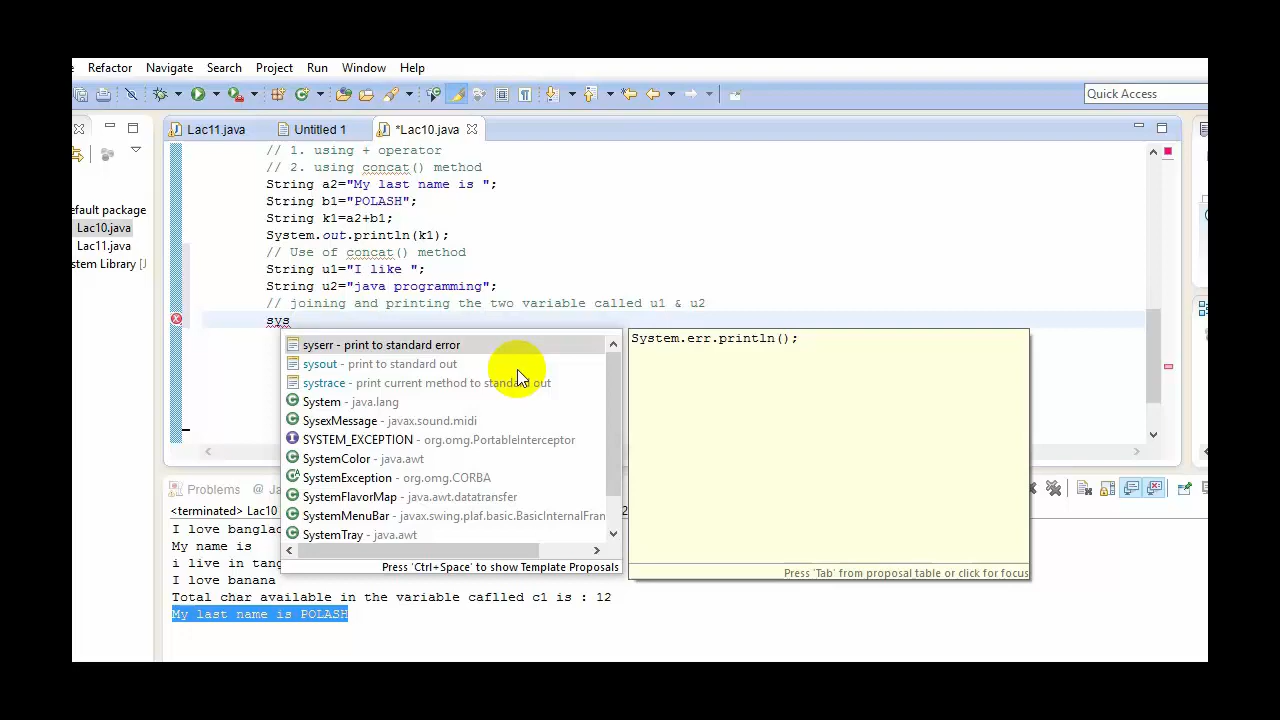 Refactor Navigate Search Project Run Window Help
Quick Access
Lac11.java Untitled 1 *Lac10.java
// 1. using + operator
// 2. using concat() method
String a2="My last name is ";
String b1="POLASH";
String k1=a2+b1;
System.out.println(k1);
// Use of concat() method
String u1="I like ";
String u2="java programming";
// joining and printing the two variable called u1 & u2
sys
efault package
Lac10.java
Lac11.java
stem Library [J
syserr - print to standard error
sysout - print to standard out
systrace - print current method to standard out
System - java.lang
SysexMessage - javax.sound.midi
SYSTEM_EXCEPTION - org.omg.PortableInterceptor
SystemColor - java.awt
SystemException - org.omg.CORBA
SystemFlavorMap - java.awt.datatransfer
SystemMenuBar - javax.swing.plaf.basic.BasicInternalFran
SystemTray - java.awt
Press 'Ctrl+Space' to show Template Proposals
System.err.println();
Press 'Tab' from proposal table or click for focus
Problems @ Ja
<terminated> Lac10
I love banglad
My name is
i live in tang
I love banana
Total char available in the variable caflled c1 is : 12
My last name is POLASH